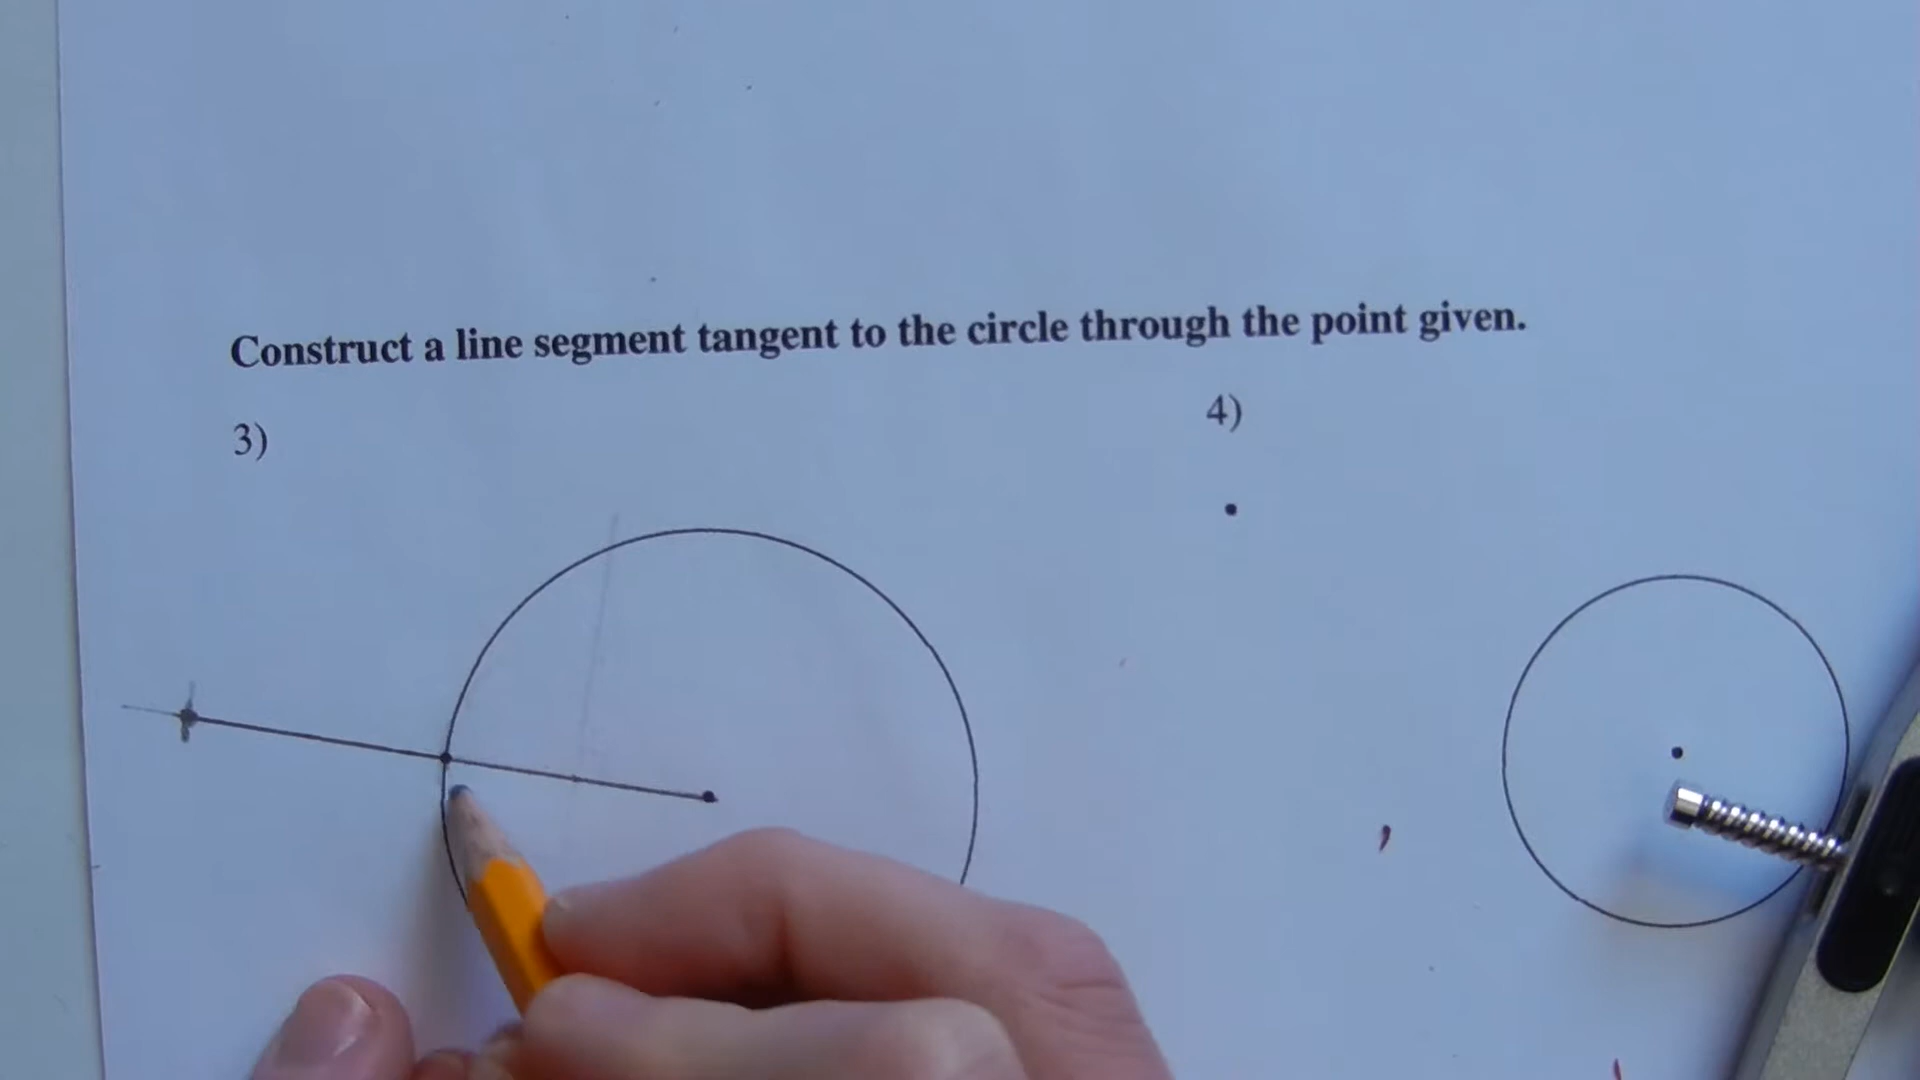 Construct a line segment tangent to the circle through the point given.
3)
4)